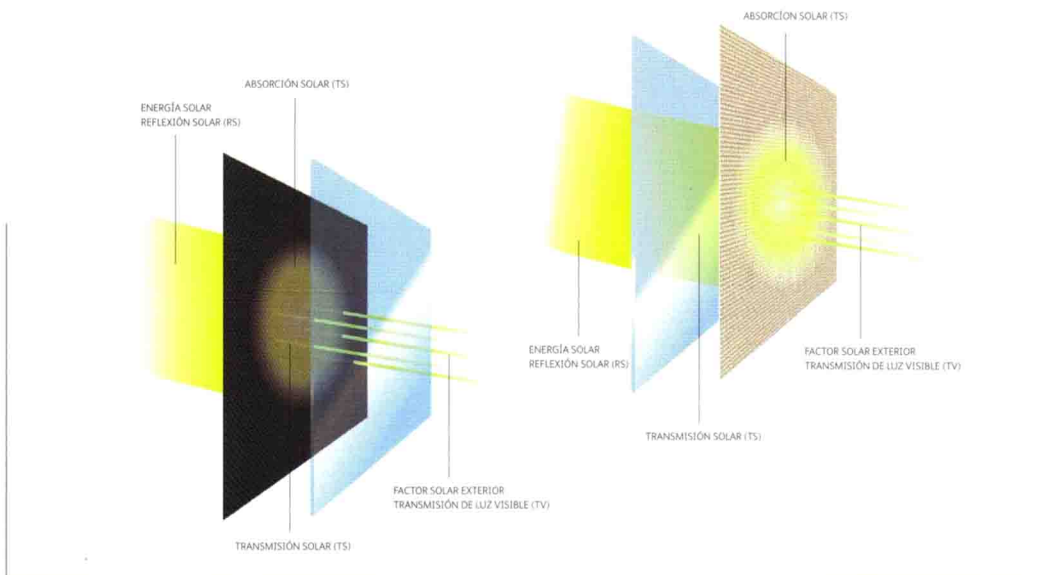 ABSORCIÓN SOLAR (TS)
ENERGÍA SOLAR
REFLEXIÓN SOLAR (RS)
FACTOR SOLAR EXTERIOR
TRANSMISIÓN DE LUZ VISIBLE (TV)
TRANSMISIÓN SOLAR (TS)
ABSORCÍON SOLAR (TS)
ENERGÍA SOLAR
REFLEXIÓN SOLAR (RS)
FACTOR SOLAR EXTERIOR
TRANSMISIÓN DE LUZ VISIBLE (TV)
TRANSMISIÓN SOLAR (TS)